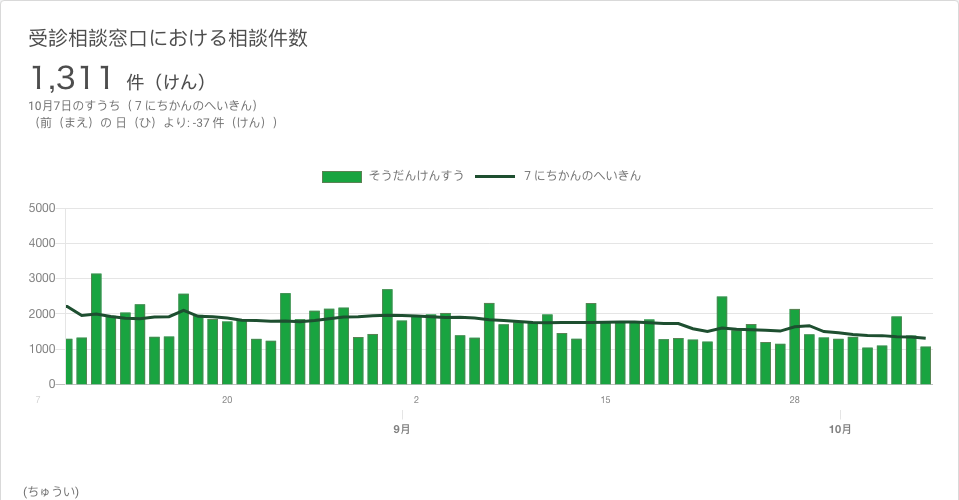 受診相談窓口における相談件数
1,311 件（けん）
10月7日のすうち（７にちかんのへいきん）
（前（まえ）の 日（ひ）より: -37 件（けん））
そうだんけんすう ７にちかんのへいきん
5000
4000
3000
2000
1000
0
7 20 2 15 28
9月 10月
(ちゅうい)